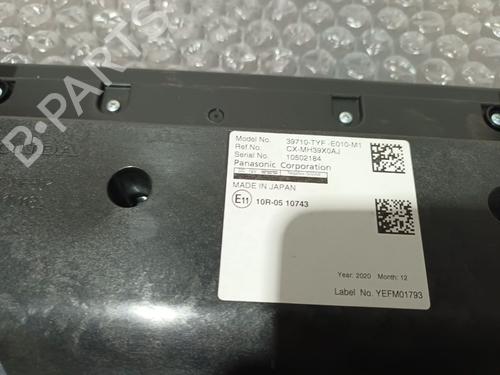 B-PARTS
Model No. 39710-TYF -E010-M1
Ref No. CX-MH39X0AJ
Serial No. 10502184
Panasonic Corporation
MADE IN JAPAN
E11 10R-05 10743
Year: 2020 Month: 12
Label No. YEFM01793